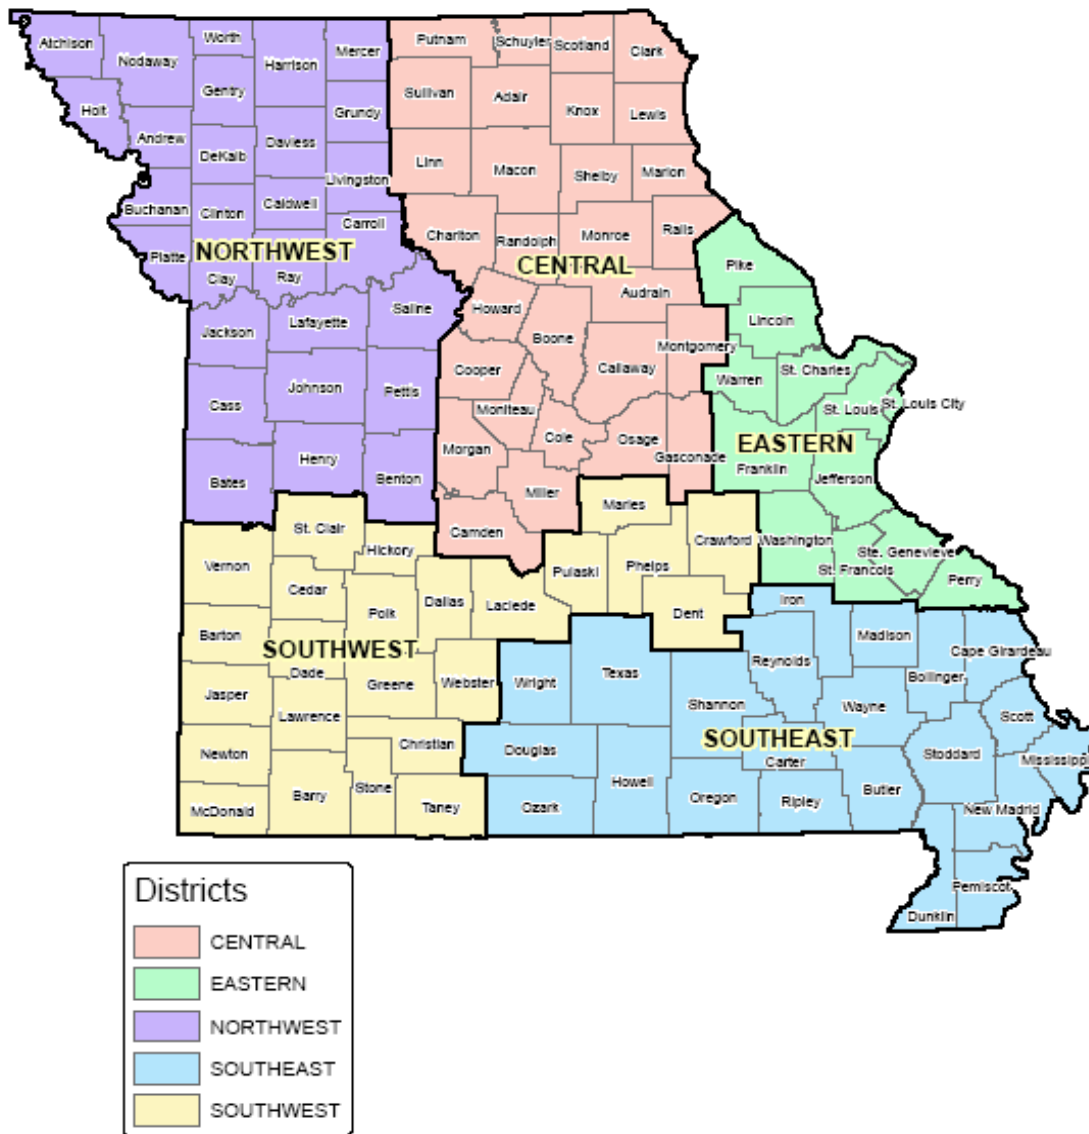 Atchison
Nodaway
Worth
Harrison
Mercer
Putnam
Schuyler
Scotland
Clark
Holt
Gentry
Grundy
Sullivan
Adair
Knox
Lewis
Andrew
DeKalb
Daviess
Livingston
Linn
Macon
Shelby
Marion
Buchanan
Clinton
Caldwell
Carroll
Chariton
Randolph
Monroe
Ralls
Platte
NORTHWEST
CENTRAL
Pike
Clay
Ray
Saline
Howard
Audrain
Jackson
Lafayette
Boone
Lincoln
Cooper
Callaway
Montgomery
Warren
St. Charles
Cass
Johnson
Pettis
Moniteau
St. Louis
St. Louis City
Cole
Osage
EASTERN
Bates
Henry
Benton
Morgan
Miller
Gasconade
Franklin
Jefferson
St. Clair
Camden
Maries
Vernon
Hickory
Pulaski
Phelps
Crawford
Washington
Ste. Genevieve
St. Francois
Perry
Cedar
Polk
Dallas
Laclede
Dent
Iron
Barton
SOUTHWEST
Madison
Cape Girardeau
Dade
Greene
Webster
Wright
Texas
Reynolds
Bollinger
Jasper
Lawrence
Shannon
Wayne
Scott
Newton
Christian
Douglas
SOUTHEAST
Stoddard
Mississippi
McDonald
Barry
Stone
Taney
Ozark
Howell
Oregon
Carter
Ripley
Butler
New Madrid
Pemiscot
Dunklin
Districts
CENTRAL
EASTERN
NORTHWEST
SOUTHEAST
SOUTHWEST